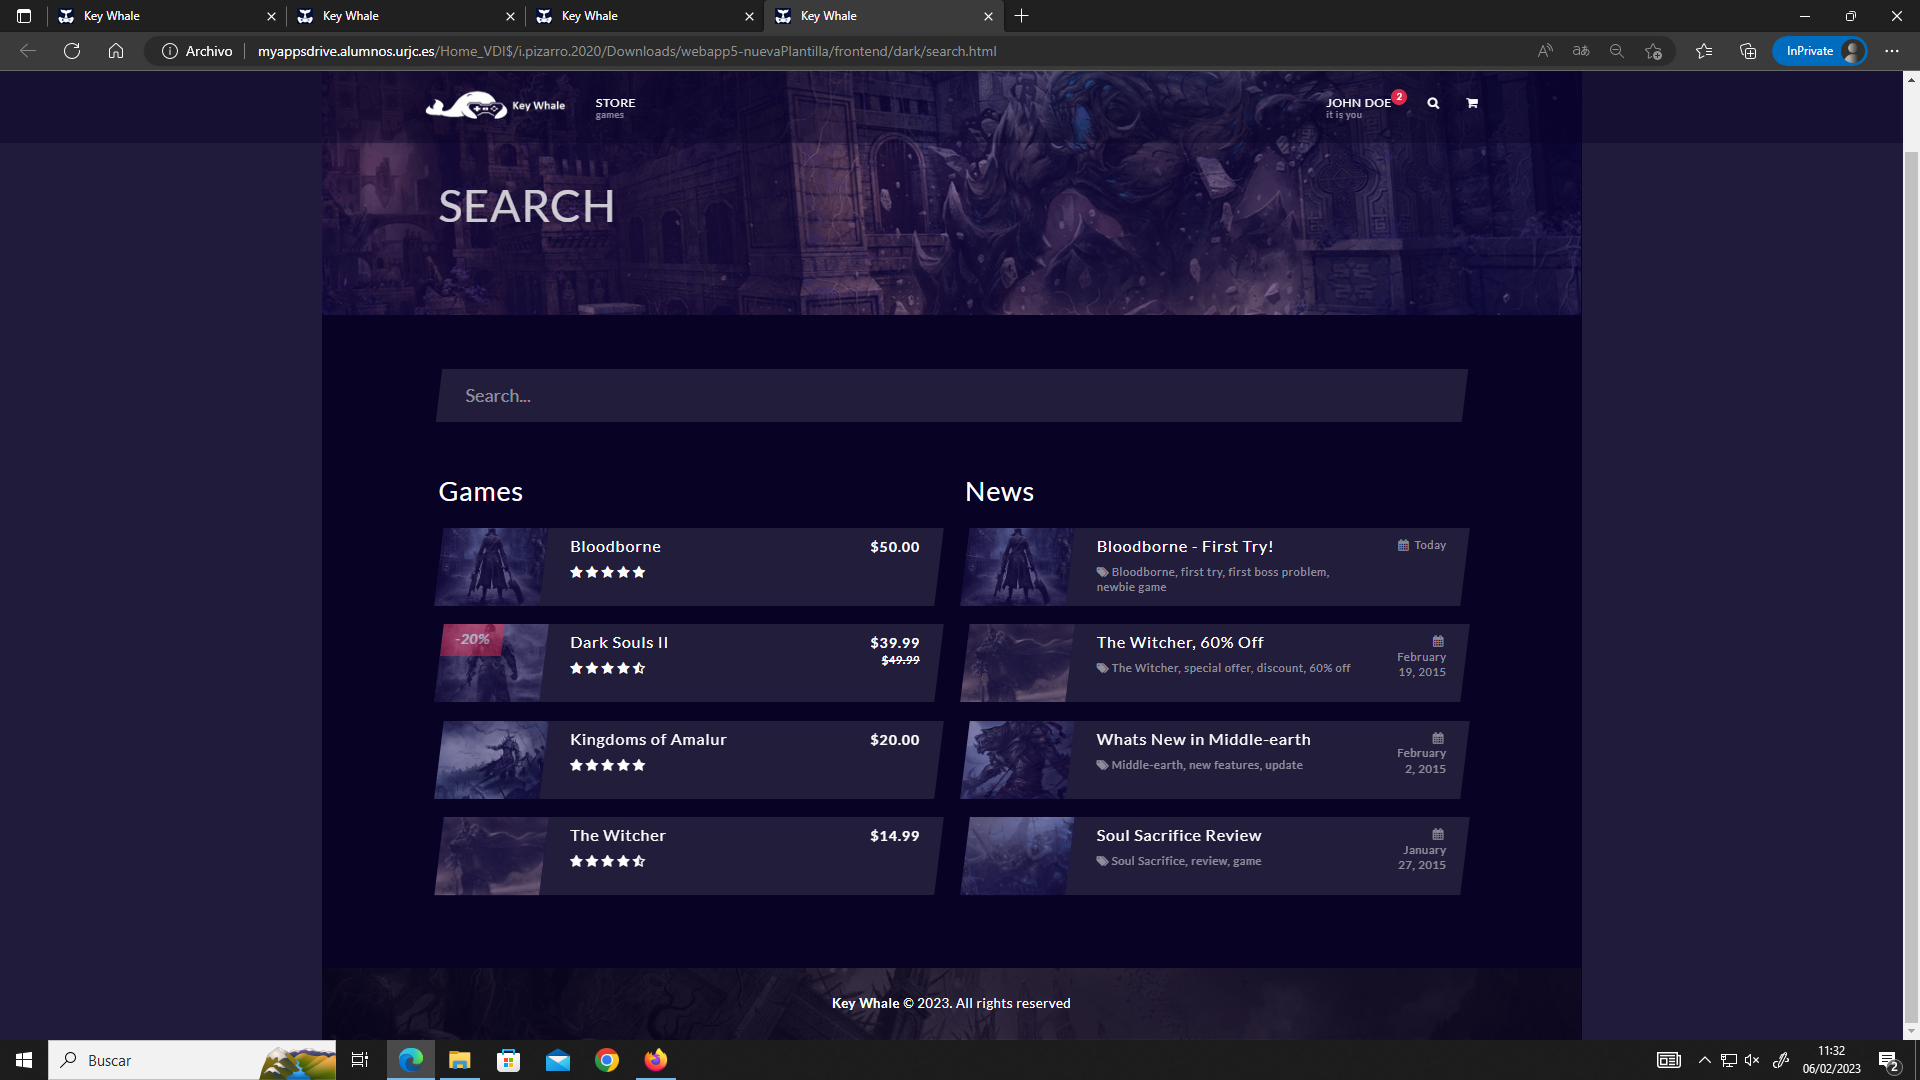 Key Whale
Key Whale
Key Whale
Key Whale
Archivo
myappsdrive.alumnos.urjc.es/Home_VDI$/i.pizarro.2020/Downloads/webapp5-nuevaPlantilla/frontend/dark/search.html
InPrivate
Key Whale
STORE
games
JOHN DOE 2
it is you
SEARCH
Search...
Games
Bloodborne
$50.00
-20%
Dark Souls II
$39.99
$49.99
Kingdoms of Amalur
$20.00
The Witcher
$14.99
News
Bloodborne - First Try!
Today
Bloodborne, first try, first boss problem,
newbie game
The Witcher, 60% Off
February
19, 2015
The Witcher, special offer, discount, 60% off
Whats New in Middle-earth
February
2, 2015
Middle-earth, new features, update
Soul Sacrifice Review
January
27, 2015
Soul Sacrifice, review, game
Key Whale © 2023. All rights reserved
Buscar
11:32
06/02/2023
2